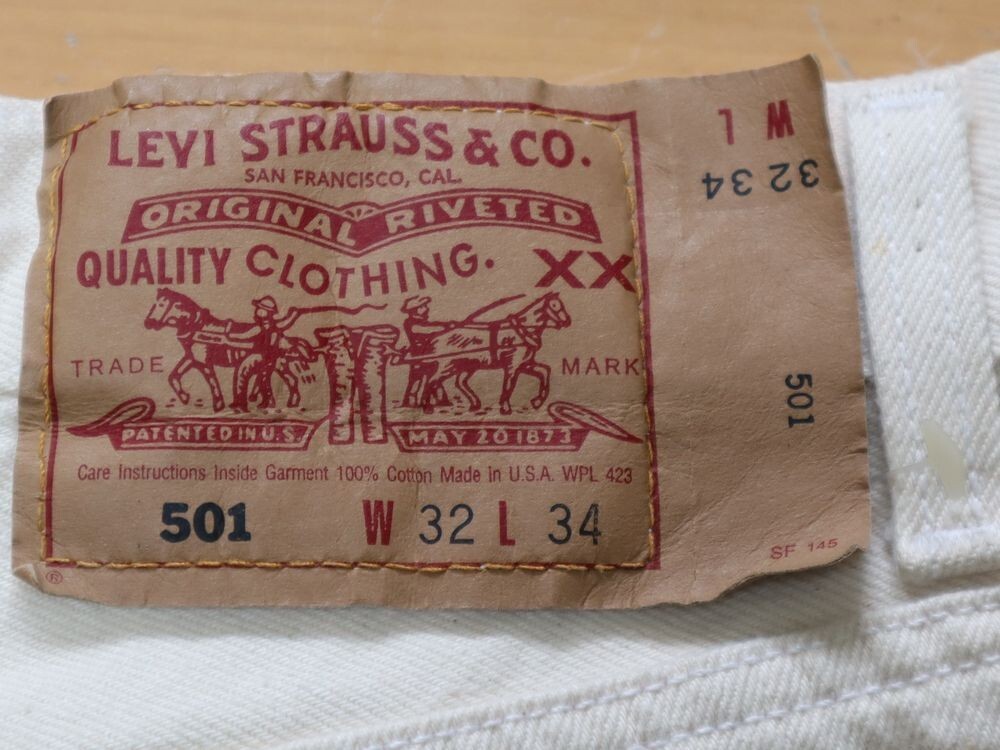 LEVI STRAUSS & CO.
SAN FRANCISCO, CAL.
ORIGINAL RIVETED
QUALITY CLOTHING. XX
TRADE MARK
PATENTED IN U.S. MAY 20 1873
Care Instructions Inside Garment 100% Cotton Made in U.S.A. WPL 423
501 W 32 L 34
®
W L
32 34
501
SF 145